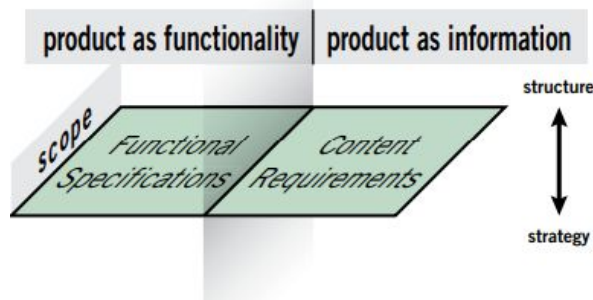 product as functionality product as information
structure
scope
Functional Content
Specifications Requirements
strategy